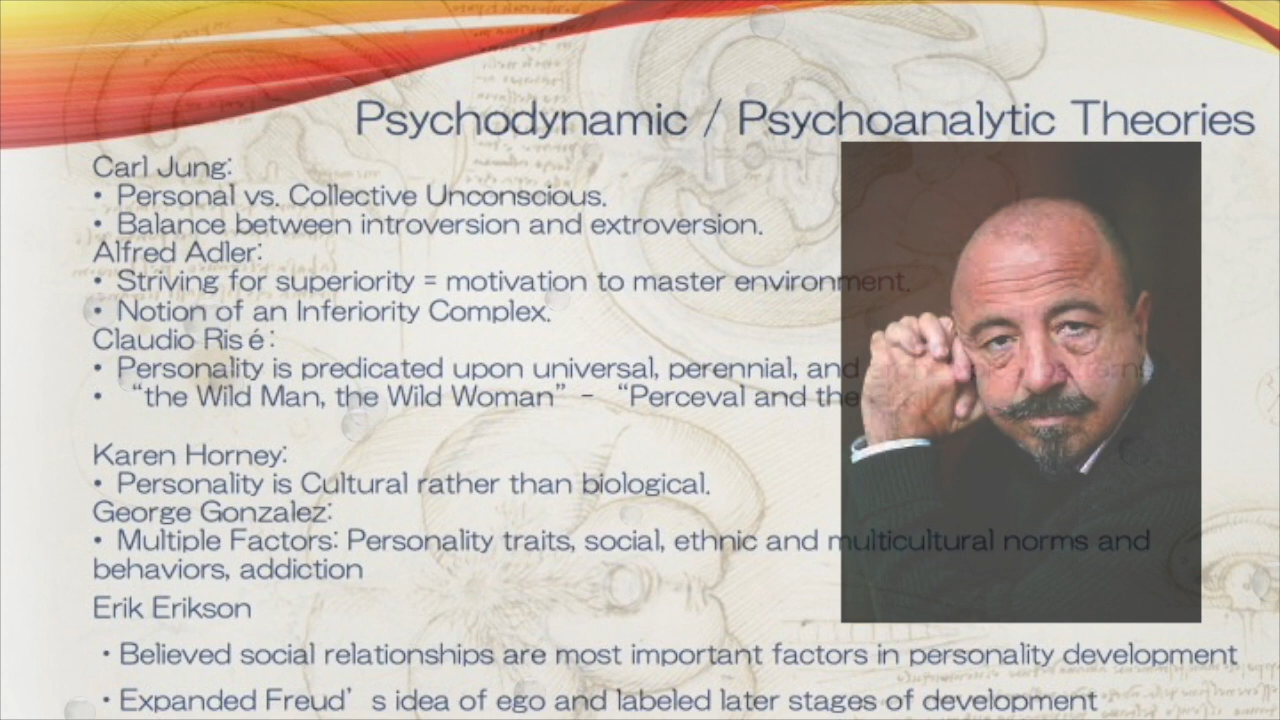 Psychodynamic / Psychoanalytic Theories
Carl Jung:
• Personal vs. Collective Unconscious.
• Balance between introversion and extroversion.
Alfred Adler:
• Striving for superiority = motivation to master environment.
• Notion of an Inferiority Complex.
Claudio Risé:
• Personality is predicated upon universal, perennial, and
• “the Wild Man, the Wild Woman” - “Perceval and the
Karen Horney:
• Personality is Cultural rather than biological.
George Gonzalez:
• Multiple Factors: Personality traits, social, ethnic and multicultural norms and
behaviors, addiction
Erik Erikson
• Believed social relationships are most important factors in personality development
• Expanded Freud’s idea of ego and labeled later stages of development